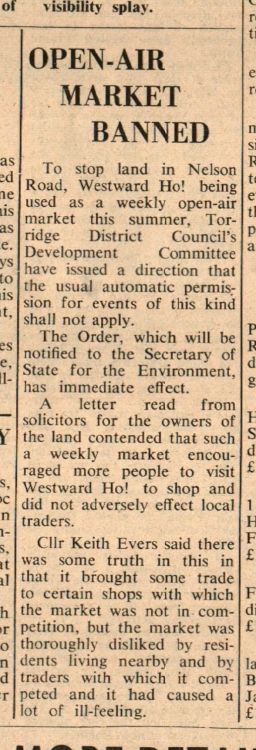 of visibility splay.
OPEN-AIR
MARKET
BANNED
To stop land in Nelson
Road, Westward Ho! being
used as a weekly open-air
market this summer, Tor-
ridge District Council's
Development Committee
have issued a direction that
the usual automatic permis-
sion for events of this kind
shall not apply.
The Order, which will be
notified to the Secretary of
State for the Environment,
has immediate effect.
A letter read from
solicitors for the owners of
the land contended that such
a weekly market encou-
raged more people to visit
Westward Ho! to shop and
did not adversely effect local
traders.
Cllr Keith Evers said there
was some truth in this in
that it brought some trade
to certain shops with which
the market was not in com-
petition, but the market was
thoroughly disliked by resi-
dents living nearby and by
traders with which it com-
peted and it had caused a
lot of ill-feeling.